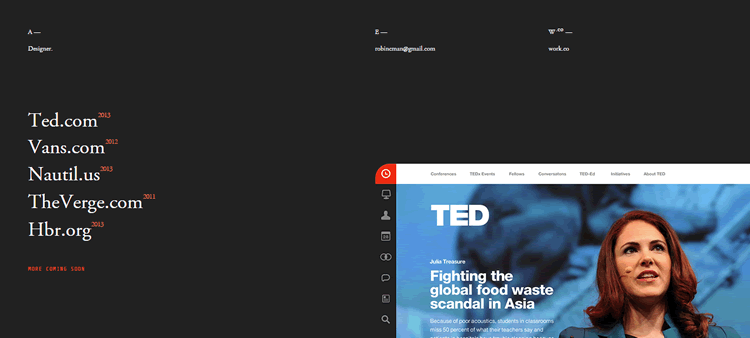 A —
Designer.
E —
robineman@gmail.com
W.co —
work.co
Ted.com 2013
Vans.com 2012
Nautil.us 2013
TheVerge.com 2011
Hbr.org 2013
MORE COMING SOON
Conferences TEDx Events Fellows Conversations TED-Ed Initiatives About TED
TED
Julia Treasure
Fighting the
global food waste
scandal in Asia
Because of poor acoustics, students in classrooms
miss 50 percent of what their teachers say and